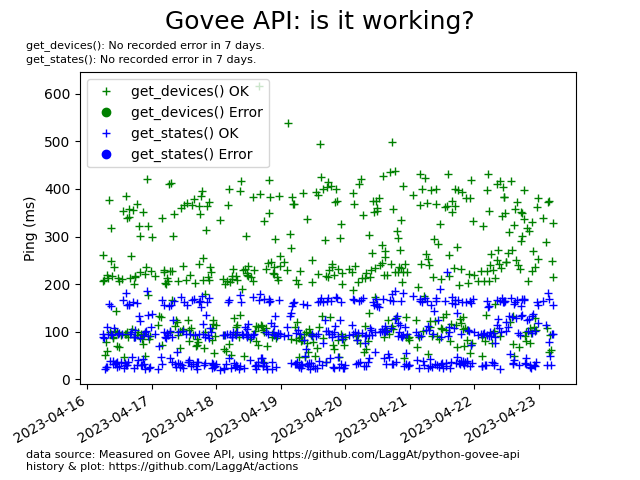 Govee API: is it working?
get_devices(): No recorded error in 7 days.
get_states(): No recorded error in 7 days.
get_devices() OK
get_devices() Error
get_states() OK
get_states() Error
Ping (ms)
600
500
400
300
200
100
0
2023-04-16
2023-04-17
2023-04-18
2023-04-19
2023-04-20
2023-04-21
2023-04-22
2023-04-23
data source: Measured on Govee API, using https://github.com/LaggAt/python-govee-api
history & plot: https://github.com/LaggAt/actions